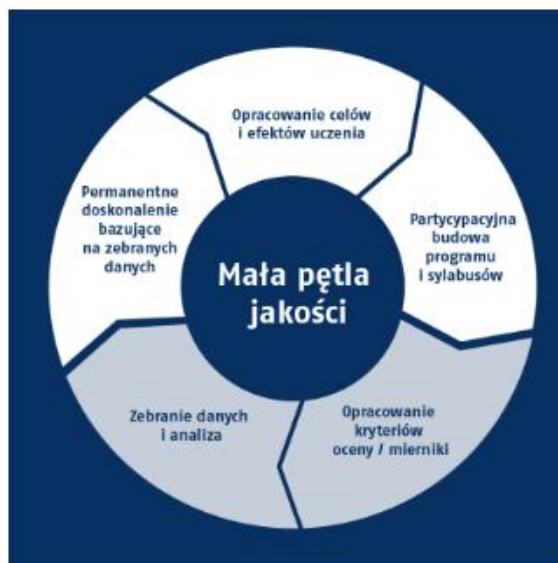 Opracowanie celów
i efektów uczenia
Partycypacyjna
budowa
programu
i sylabusów
Opracowanie
kryteriów
oceny / mierniki
Zebranie danych
i analiza
Permanentne
doskonalenie
bazujące
na zebranych
danych
Mała pętla
jakości